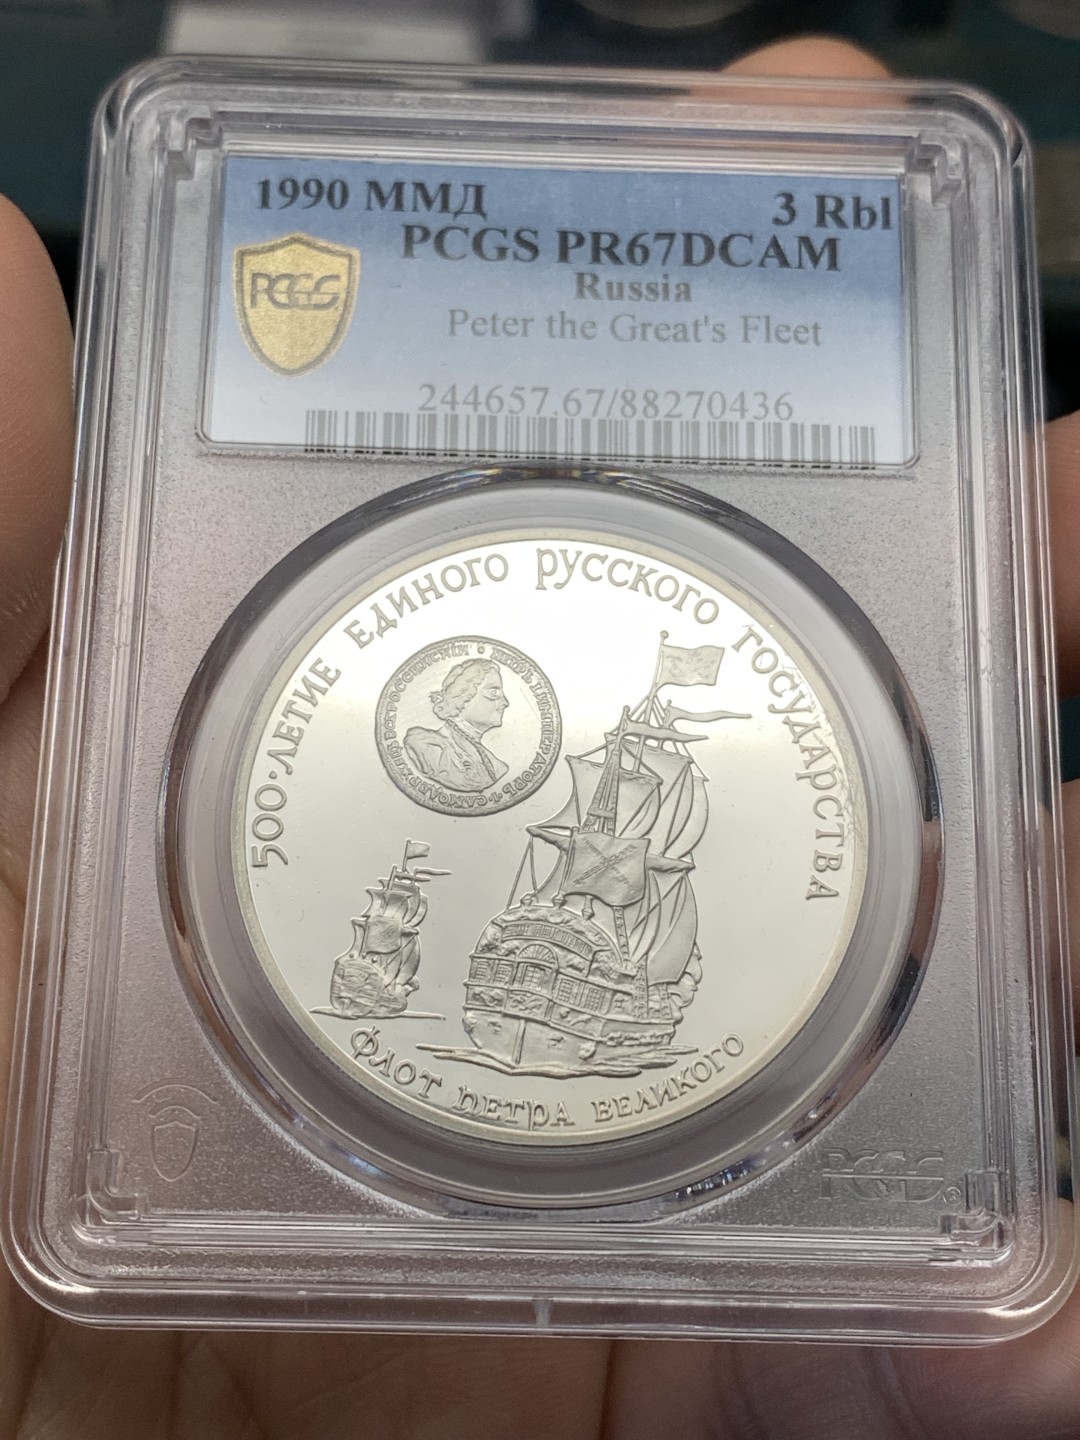 1990 ММД 3 Rbl
PCGS PR67DCAM
PCGS
Russia
Peter the Great's Fleet
244657.67/88270436
500·ЛЕТИЕ ЕДИНОГО РУССКОГО ГОСУДАРСТВА
ФЛОТ ПЕТРА ВЕЛИКОГО
PCGS